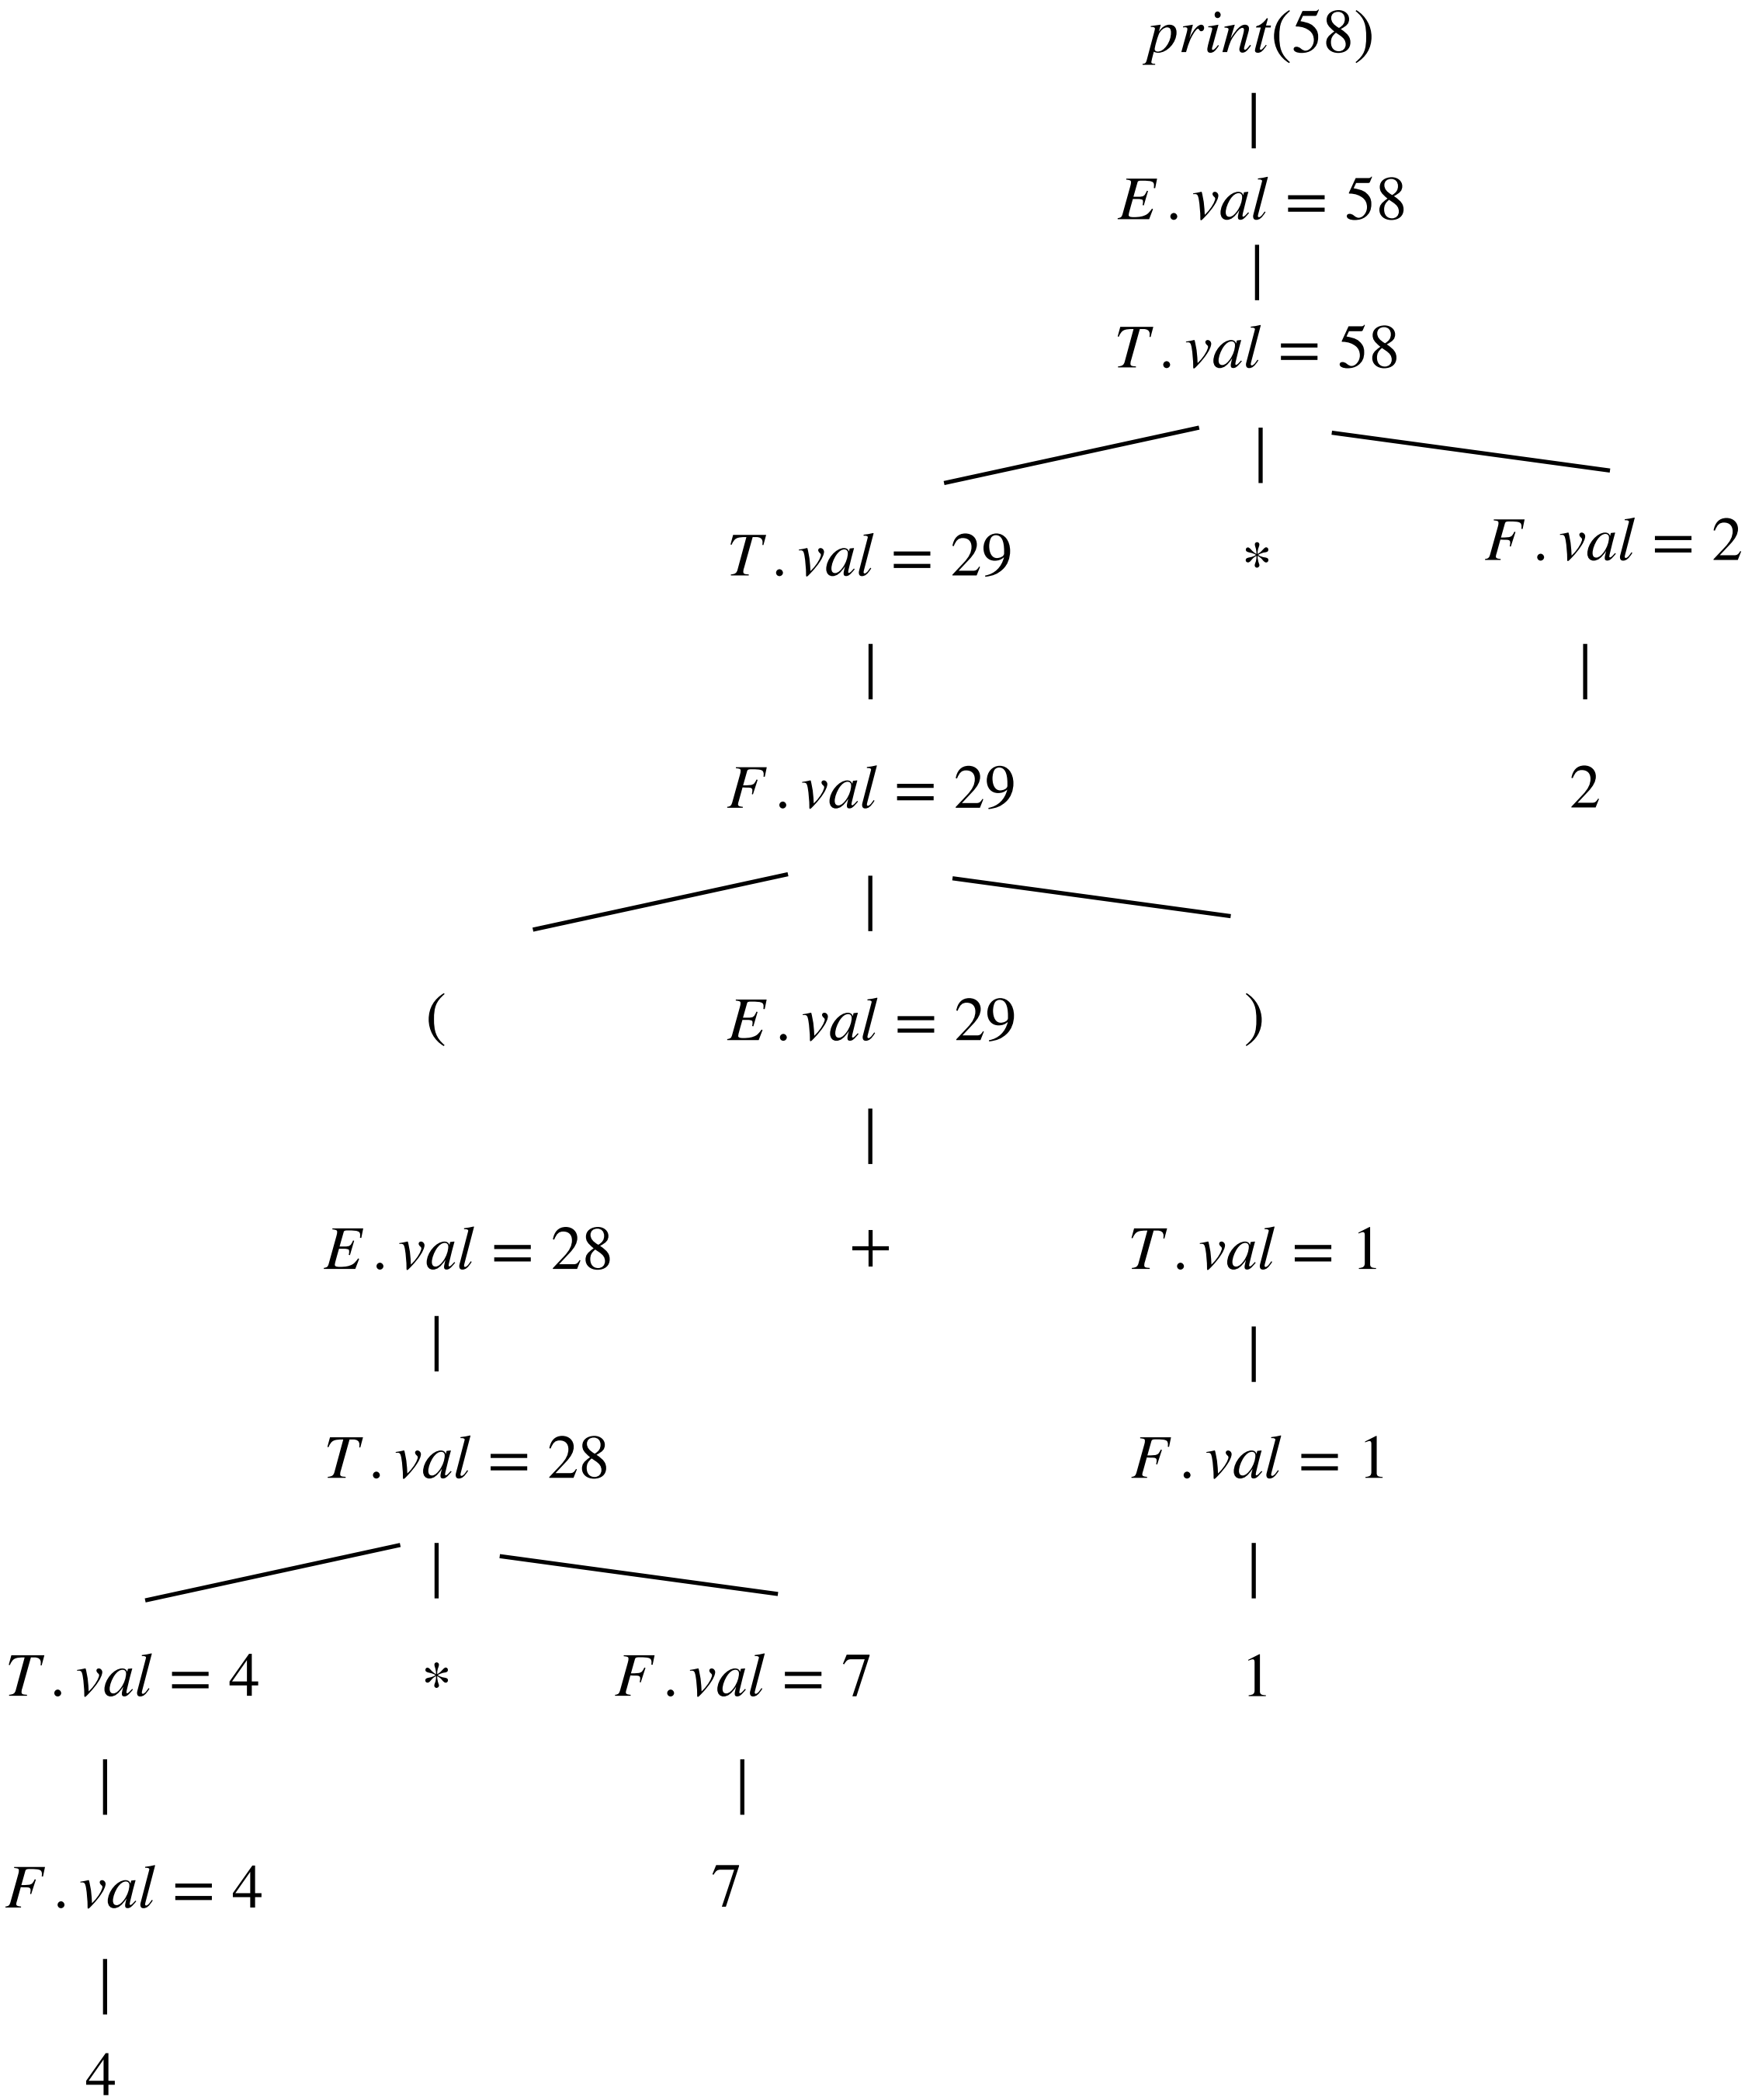 print(58)
E.val = 58
T.val = 58
T.val = 29 * F.val = 2
F.val = 29 2
( E.val = 29 )
E.val = 28 + T.val = 1
T.val = 28 F.val = 1
T.val = 4 * F.val = 7 1
F.val = 4 7
4